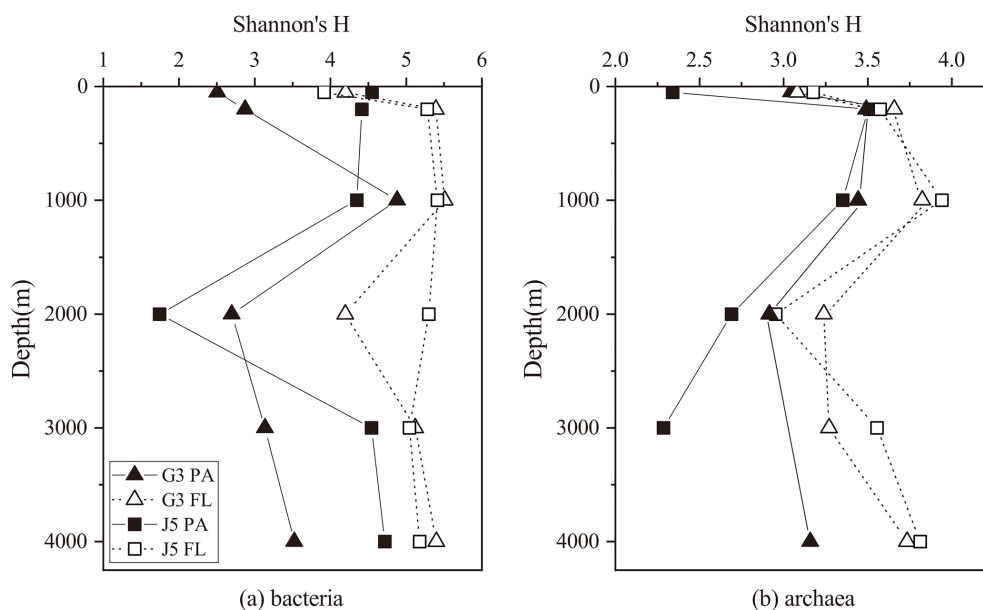 Shannon's H
1 2 3 4 5 6
0
1000
2000
3000
4000
Depth(m)
G3 PA
G3 FL
J5 PA
J5 FL
(a) bacteria
Shannon's H
2.0 2.5 3.0 3.5 4.0
0
1000
2000
3000
4000
Depth(m)
(b) archaea